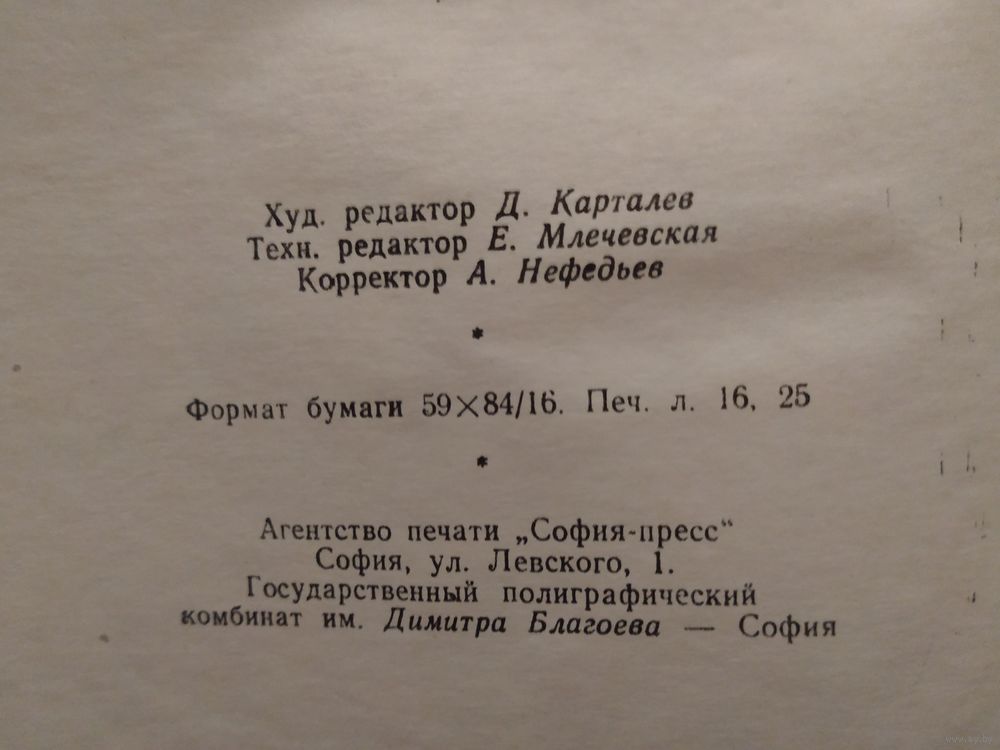 Худ. редактор Д. Карталев
Техн. редактор Е. Млечевская
Корректор А. Нефедьев
*
Формат бумаги 59×84/16. Печ. л. 16, 25
*
Агентство печати „София-пресс“
София, ул. Левского, 1.
Государственный полиграфический
комбинат им. Димитра Благоева — София